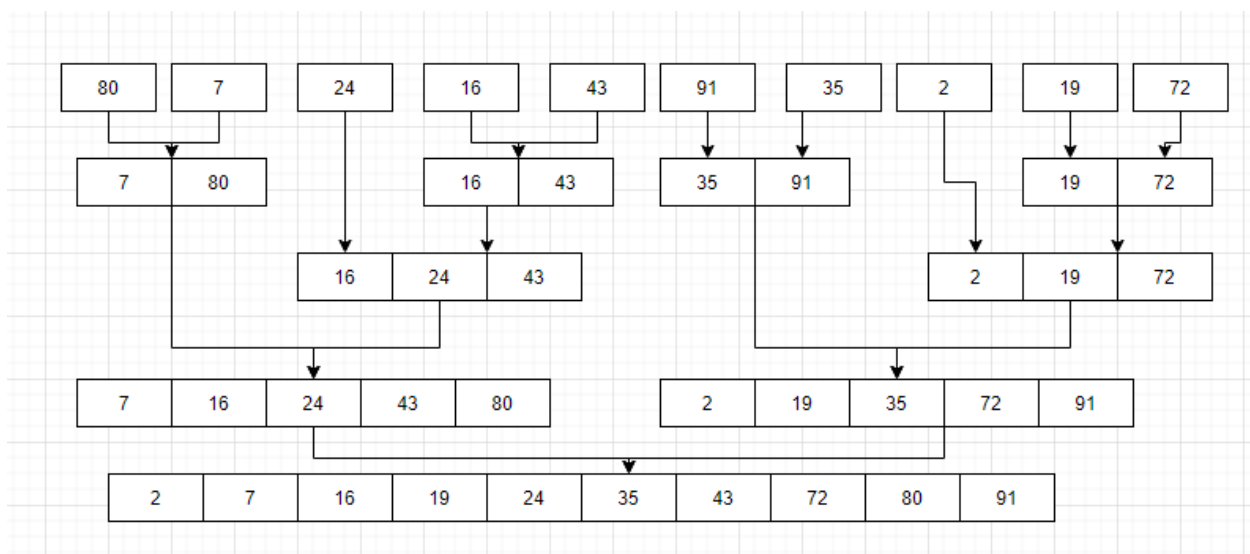 80 7 24 16 43 91 35 2 19 72
7 80 16 43 35 91 19 72
16 24 43 2 19 72
7 16 24 43 80 2 19 35 72 91
2 7 16 19 24 35 43 72 80 91